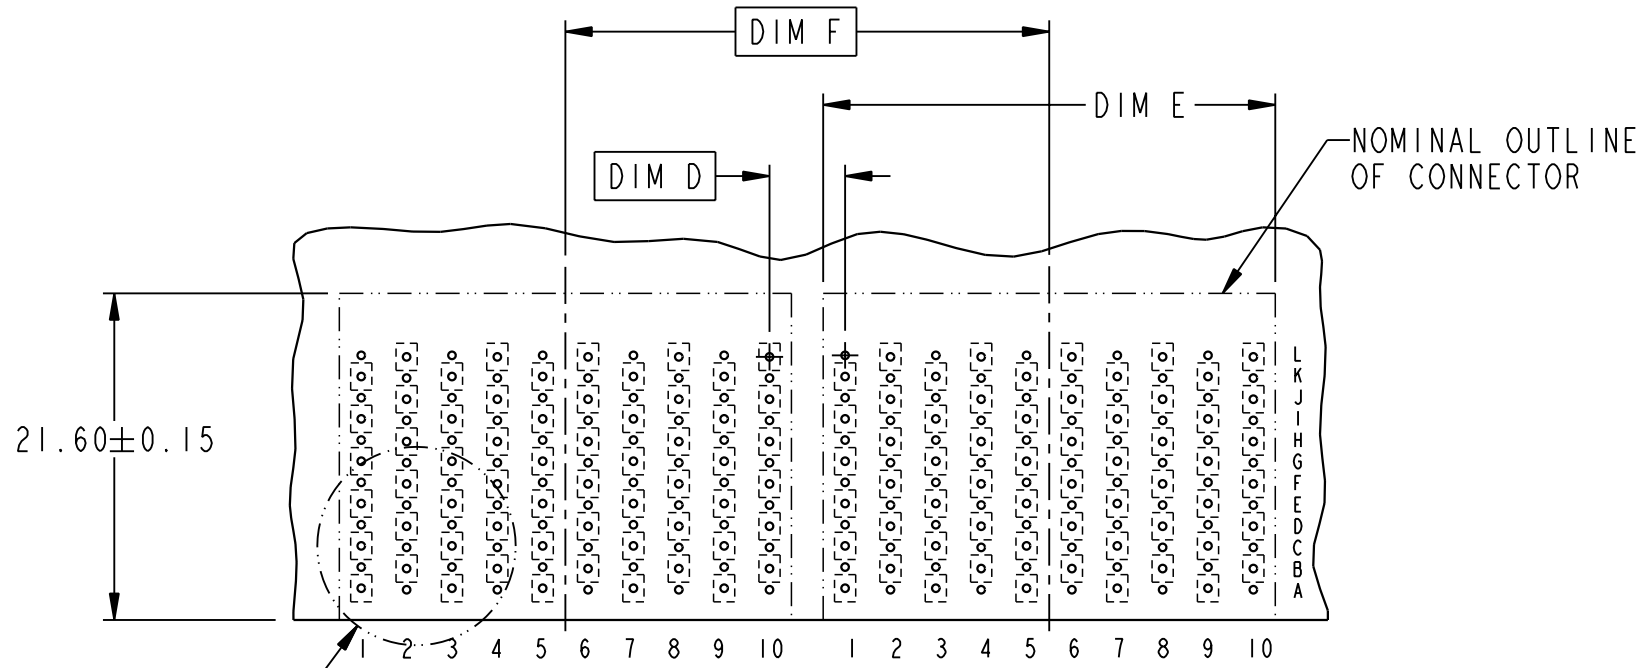 DIM F
DIM E
DIM D
NOMINAL OUTLINE
OF CONNECTOR
21.60±0.15
L
K
J
I
H
G
F
E
D
C
B
A
1 2 3 4 5 6 7 8 9 10 1 2 3 4 5 6 7 8 9 10